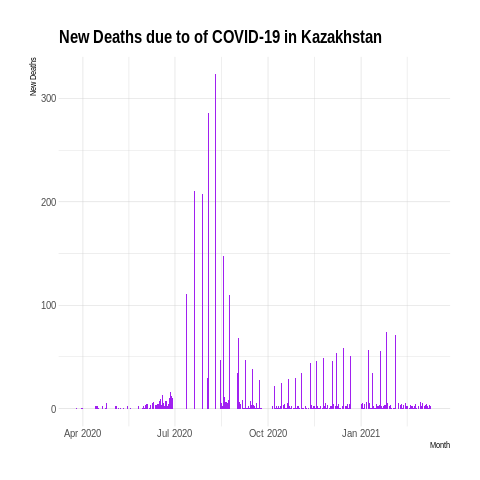 New Deaths due to of COVID-19 in Kazakhstan
New Deaths
300
200
100
0
Apr 2020 Jul 2020 Oct 2020 Jan 2021
Month